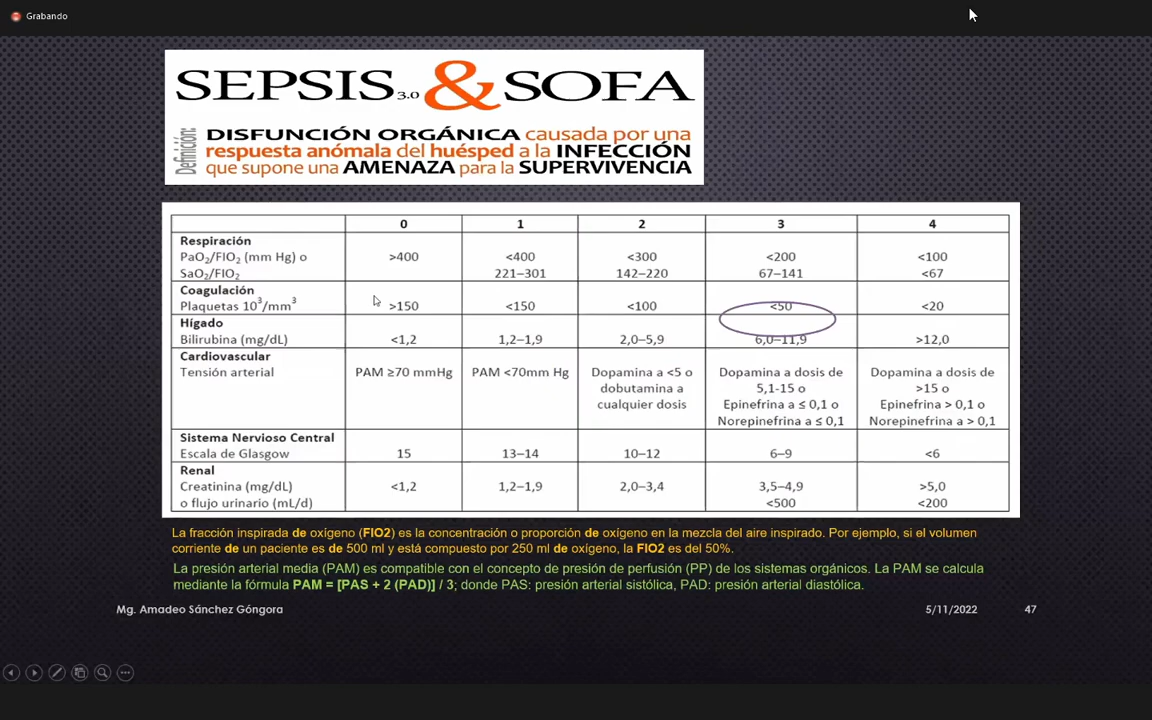 Grabando
SEPSIS 3.0 & SOFA
Definición:
DISFUNCIÓN ORGÁNICA causada por una
respuesta anómala del huésped a la INFECCIÓN
que supone una AMENAZA para la SUPERVIVENCIA
0 1 2 3 4
Respiración
PaO2/FIO2 (mm Hg) o >400 <400 <300 <200 <100
SaO2/FIO2 221–301 142–220 67–141 <67
Coagulación
Plaquetas 10³/mm³ >150 <150 <100 <50 <20
Hígado
Bilirubina (mg/dL) <1,2 1,2–1,9 2,0–5,9 6,0–11,9 >12,0
Cardiovascular
Tensión arterial PAM ≥70 mmHg PAM <70mm Hg Dopamina a <5 o Dopamina a dosis de Dopamina a dosis de
dobutamina a 5,1-15 o >15 o
cualquier dosis Epinefrina a ≤ 0,1 o Epinefrina > 0,1 o
Norepinefrina a ≤ 0,1 Norepinefrina a > 0,1
Sistema Nervioso Central
Escala de Glasgow 15 13–14 10–12 6–9 <6
Renal
Creatinina (mg/dL) <1,2 1,2–1,9 2,0–3,4 3,5–4,9 >5,0
o flujo urinario (mL/d) <500 <200
La fracción inspirada de oxígeno (FIO2) es la concentración o proporción de oxígeno en la mezcla del aire inspirado. Por ejemplo, si el volumen
corriente de un paciente es de 500 ml y está compuesto por 250 ml de oxígeno, la FIO2 es del 50%.
La presión arterial media (PAM) es compatible con el concepto de presión de perfusión (PP) de los sistemas orgánicos. La PAM se calcula
mediante la fórmula PAM = [PAS + 2 (PAD)] / 3; donde PAS: presión arterial sistólica, PAD: presión arterial diastólica.
Mg. Amadeo Sánchez Góngora 5/11/2022 47